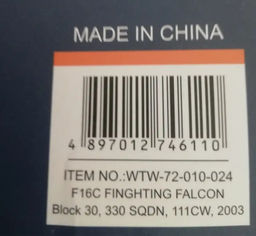 MADE IN CHINA
4 897012 746110
ITEM NO.:WTW-72-010-024
F16C FINGHTING FALCON
Block 30, 330 SQDN, 111CW, 2003